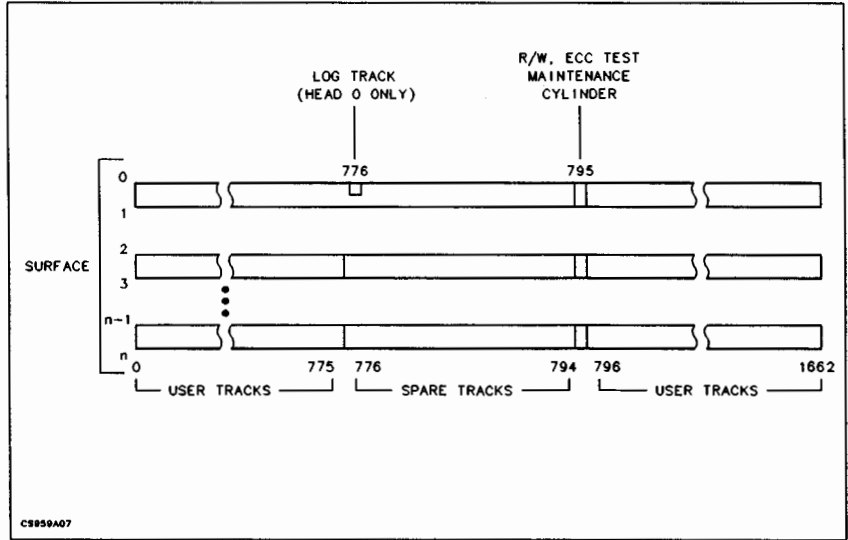 R/W, ECC TEST
MAINTENANCE
CYLINDER
LOG TRACK
(HEAD 0 ONLY)
776
795
0
1
2
SURFACE
3
n-1
n
0
775
776
794
796
1662
USER TRACKS
SPARE TRACKS
USER TRACKS
CS959A07